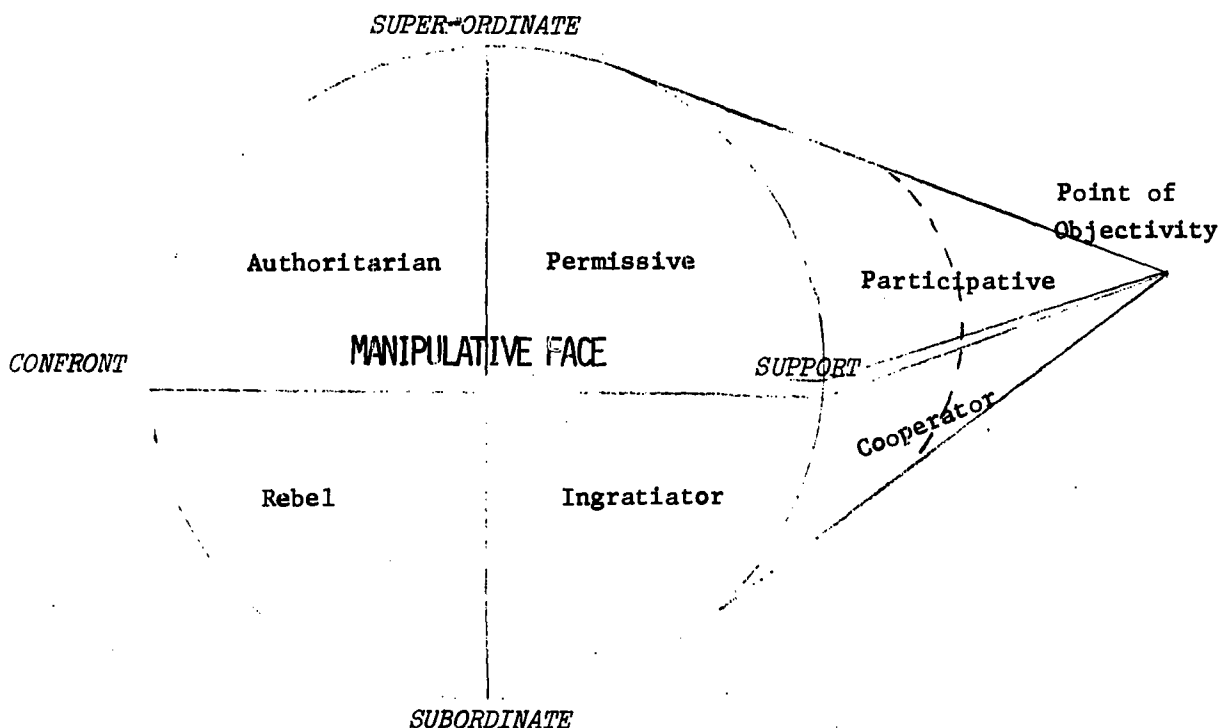 SUPER-ORDINATE
Point of
Objectivity
Authoritarian
Permissive
Participative
CONFRONT
MANIPULATIVE FACE
SUPPORT
Cooperator
Rebel
Ingratiator
SUBORDINATE